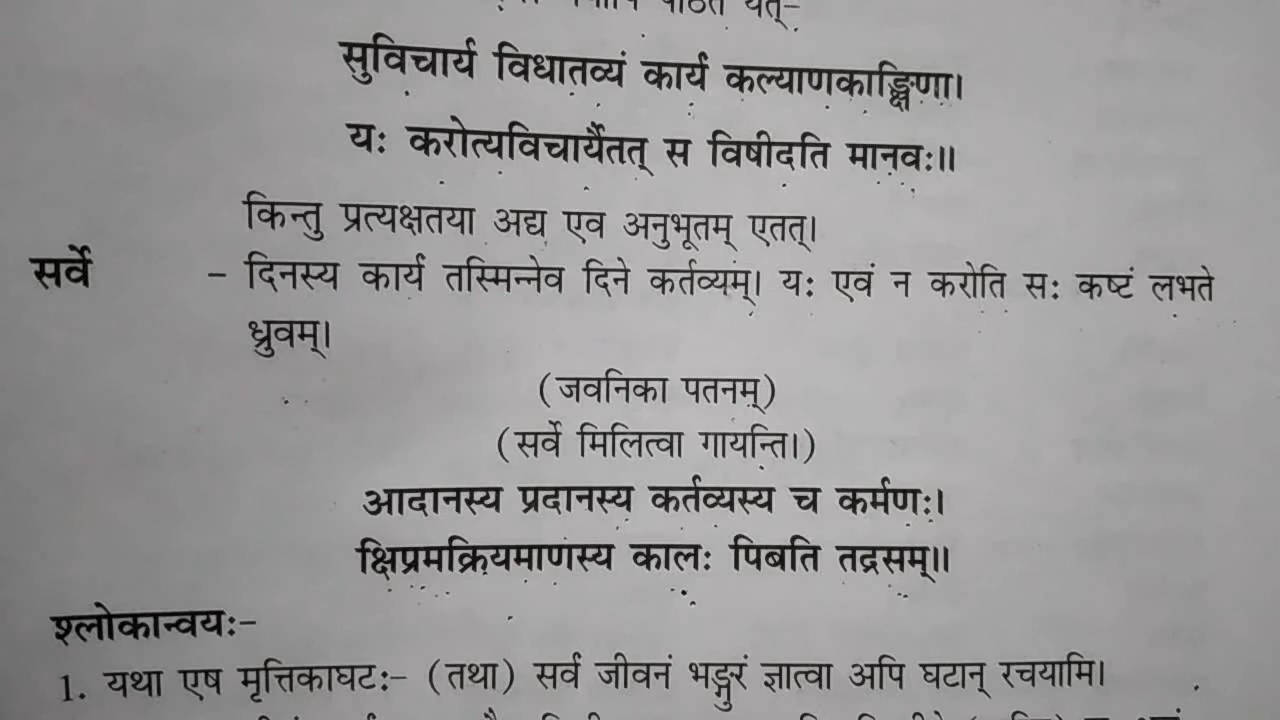 पठितं यत्-
सुविचार्य विधातव्यं कार्यं कल्याणकाङ्क्षिणा।
यः करोत्यविचार्यैतत् स विषीदति मानवः॥
किन्तु प्रत्यक्षतया अद्य एव अनुभूतम् एतत्।
सर्वे - दिनस्य कार्यं तस्मिन्नेव दिने कर्तव्यम्। यः एवं न करोति सः कष्टं लभते
ध्रुवम्।
(जवनिका पतनम्)
(सर्वे मिलित्वा गायन्ति।)
आदानस्य प्रदानस्य कर्तव्यस्य च कर्मणः।
क्षिप्रमक्रियमाणस्य कालः पिबति तद्रसम्॥
श्लोकान्वयः-
1. यथा एष मृत्तिकाघटः- (तथा) सर्वं जीवनं भङ्गुरं ज्ञात्वा अपि घटान् रचयामि।